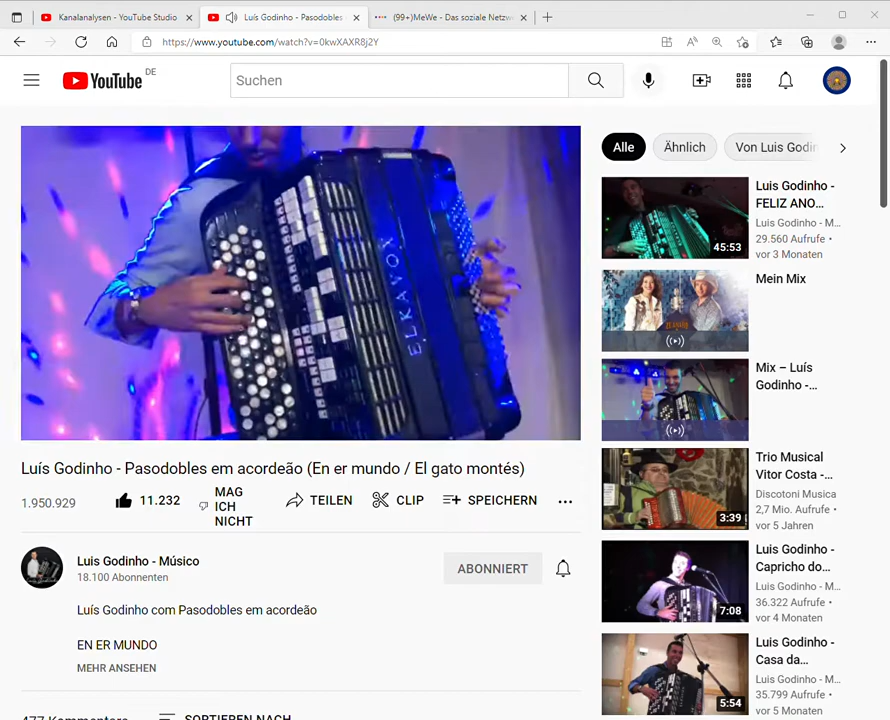 Kanalanalysen - YouTube Studio
Luís Godinho - Pasodobles
(99+)MeWe - Das soziale Netzw
https://www.youtube.com/watch?v=0kwXAXR8j2Y
YouTube DE
Suchen
ELKAVOX
Luís Godinho - Pasodobles em acordeão (En er mundo / El gato montés)
1.950.929
11.232
MAG ICH NICHT
TEILEN
CLIP
SPEICHERN
Luis Godinho - Músico
18.100 Abonnenten
ABONNIERT
Luís Godinho com Pasodobles em acordeão
EN ER MUNDO
MEHR ANSEHEN
477 Kommentare
SORTIEREN NACH
Alle
Ähnlich
Von Luis Godin
45:53
Luis Godinho -
FELIZ ANO...
Luis Godinho - M...
29.560 Aufrufe •
vor 3 Monaten
Mein Mix
Mix – Luís
Godinho -...
3:39
Trio Musical
Vitor Costa -...
Discotoni Musica
2,7 Mio. Aufrufe •
vor 5 Jahren
7:08
Luis Godinho -
Capricho do...
Luis Godinho - M...
36.322 Aufrufe •
vor 4 Monaten
5:54
Luis Godinho -
Casa da...
Luis Godinho - M...
35.799 Aufrufe •
vor 5 Monaten